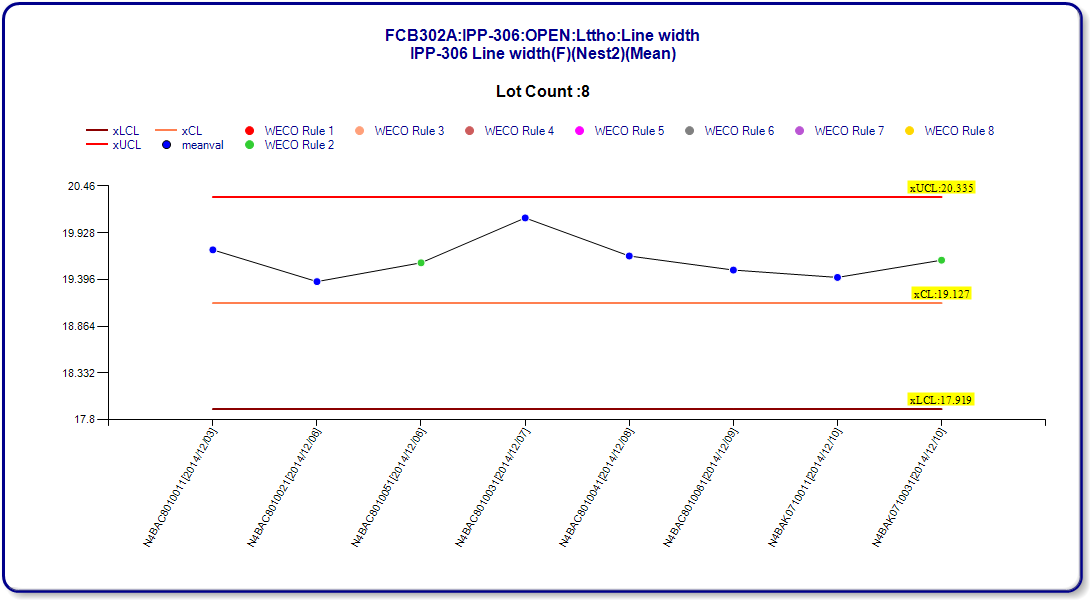 FCB302A:IPP-306:OPEN:Lttho:Line width
IPP-306 Line width(F)(Nest2)(Mean)
Lot Count :8
xLCL xCL WECO Rule 1 WECO Rule 3 WECO Rule 4 WECO Rule 5 WECO Rule 6 WECO Rule 7 WECO Rule 8
xUCL meanval WECO Rule 2
20.46
xUCL:20.335
19.928
19.396
xCL:19.127
18.864
18.332
xLCL:17.919
17.8
N4BAC8010011[2014/12/03]
N4BAC8010021[2014/12/06]
N4BAC8010051[2014/12/06]
N4BAC8010031[2014/12/07]
N4BAC8010041[2014/12/08]
N4BAC8010061[2014/12/09]
N4BAK0710011[2014/12/10]
N4BAK0710031[2014/12/10]